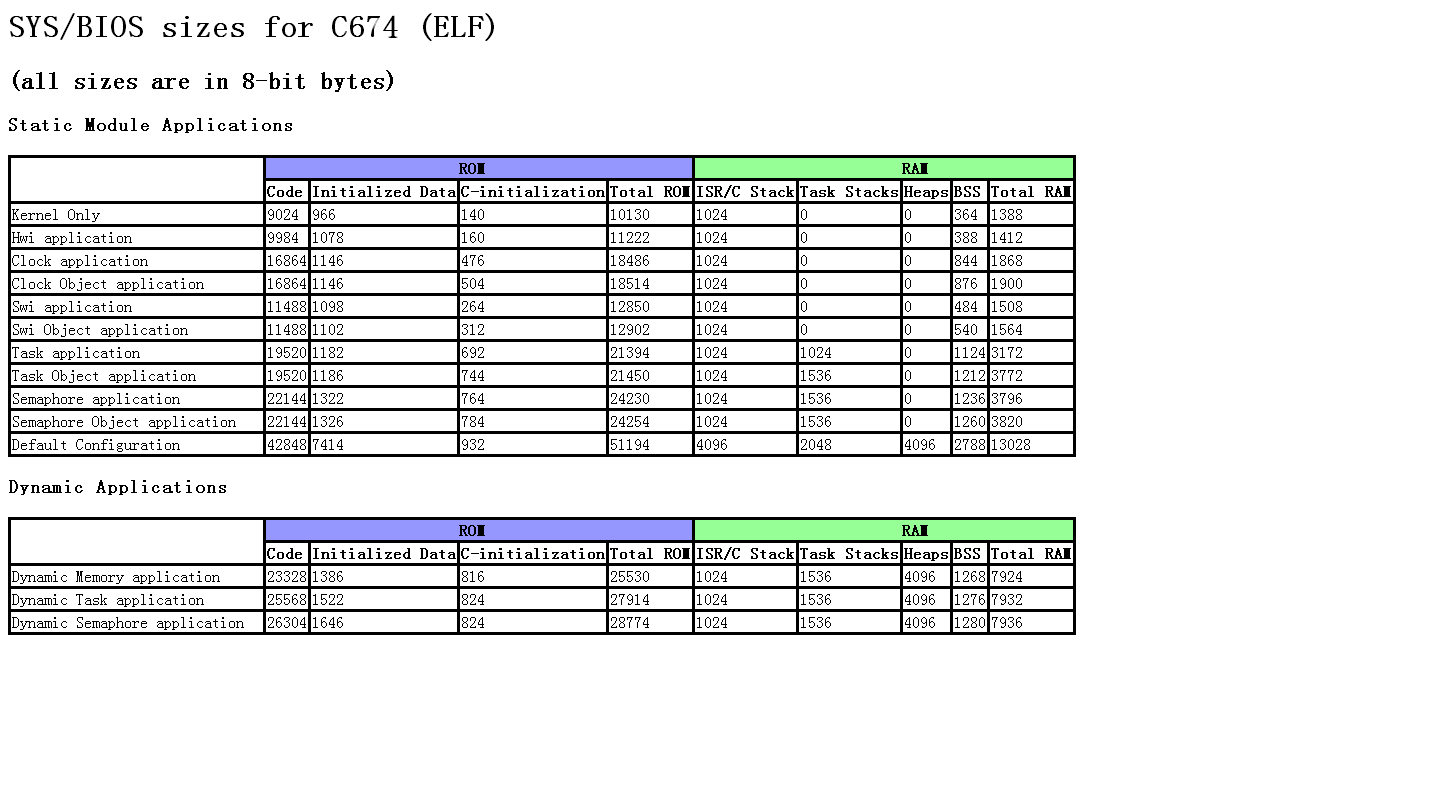 SYS/BIOS sizes for C674 (ELF)
(all sizes are in 8-bit bytes)
Static Module Applications
ROM RAM
Code Initialized Data C-initialization Total ROM ISR/C Stack Task Stacks Heaps BSS Total RAM
Kernel Only 9024 966 140 10130 1024 0 0 364 1388
Hwi application 9984 1078 160 11222 1024 0 0 388 1412
Clock application 16864 1146 476 18486 1024 0 0 844 1868
Clock Object application 16864 1146 504 18514 1024 0 0 876 1900
Swi application 11488 1098 264 12850 1024 0 0 484 1508
Swi Object application 11488 1102 312 12902 1024 0 0 540 1564
Task application 19520 1182 692 21394 1024 1024 0 1124 3172
Task Object application 19520 1186 744 21450 1024 1536 0 1212 3772
Semaphore application 22144 1322 764 24230 1024 1536 0 1236 3796
Semaphore Object application 22144 1326 784 24254 1024 1536 0 1260 3820
Default Configuration 42848 7414 932 51194 4096 2048 4096 2788 13028
Dynamic Applications
ROM RAM
Code Initialized Data C-initialization Total ROM ISR/C Stack Task Stacks Heaps BSS Total RAM
Dynamic Memory application 23328 1386 816 25530 1024 1536 4096 1268 7924
Dynamic Task application 25568 1522 824 27914 1024 1536 4096 1276 7932
Dynamic Semaphore application 26304 1646 824 28774 1024 1536 4096 1280 7936